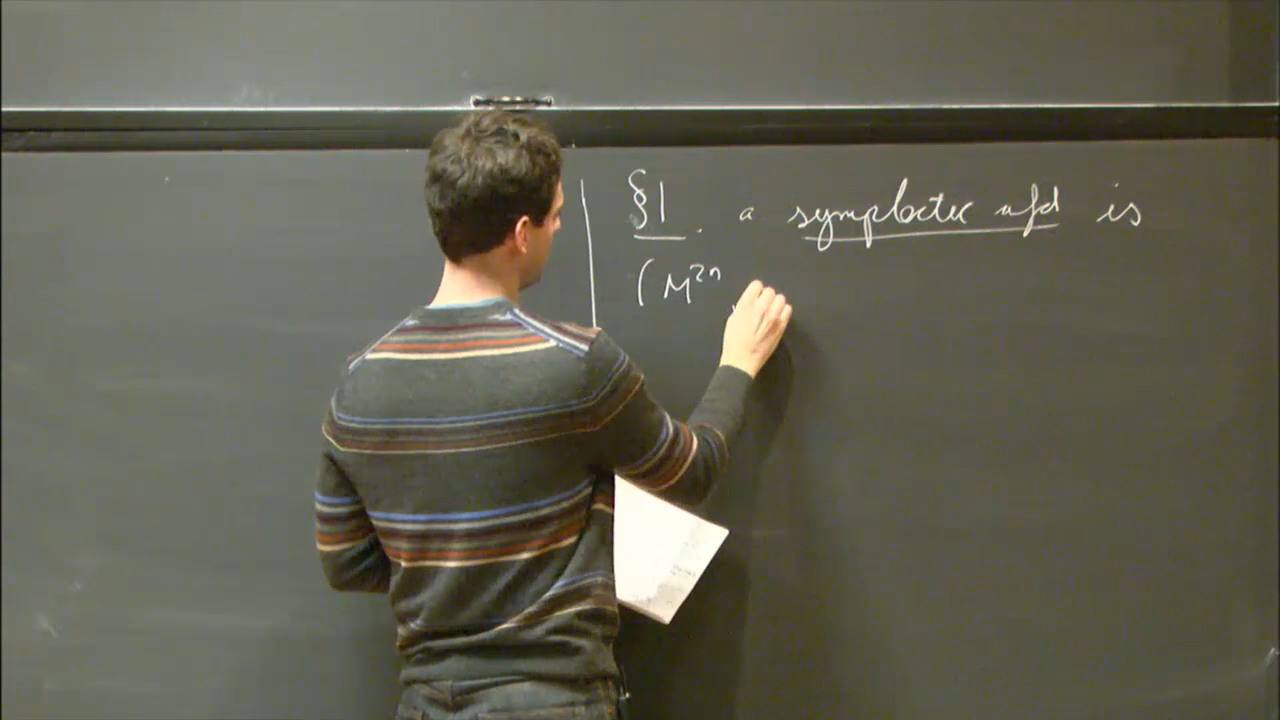 §1. a symplectic mfd is
(M²ⁿ,